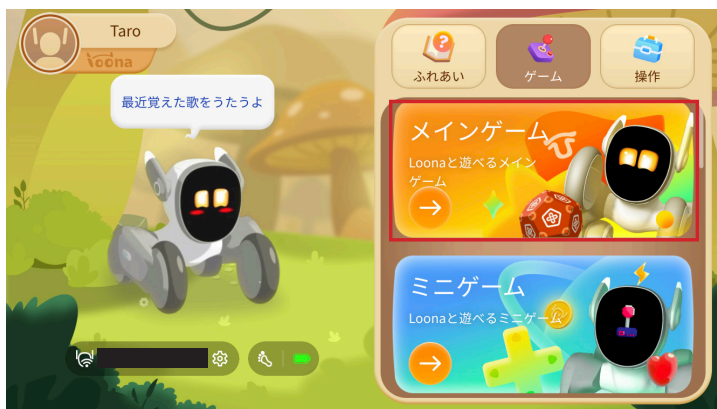 Taro
loona
最近覚えた歌をうたうよ
ふれあい
ゲーム
操作
メインゲーム
Loonaと遊べるメイン
ゲーム
ミニゲーム
Loonaと遊べるミニゲーム